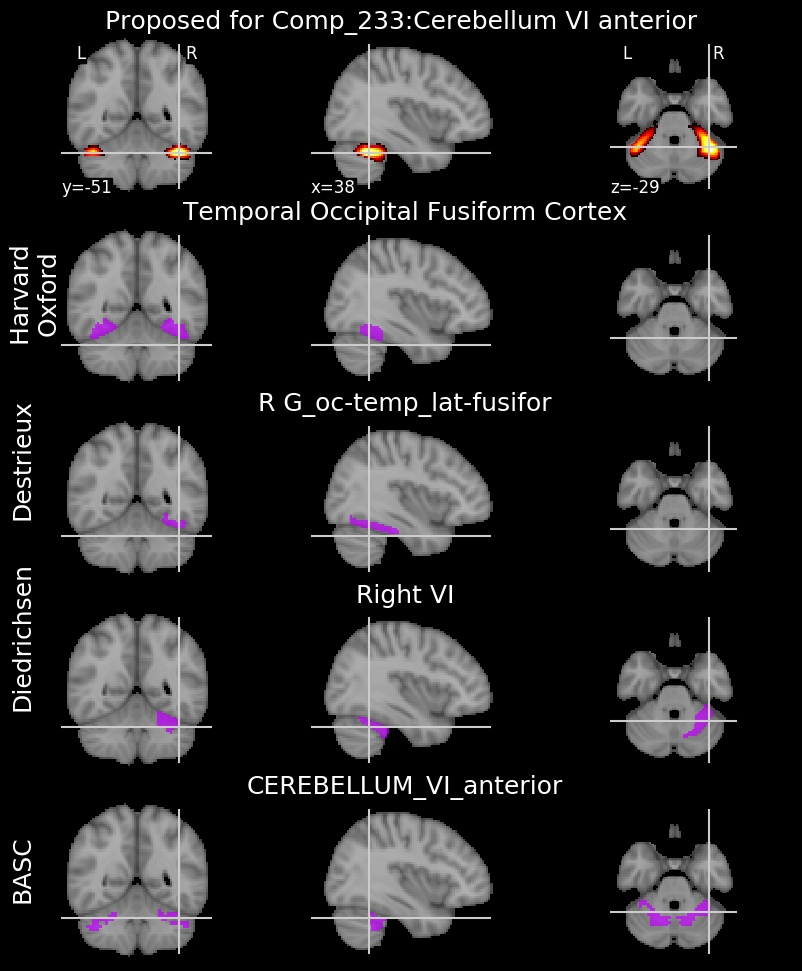 Proposed for Comp_233:Cerebellum VI anterior
L R
L R
y=-51
x=38
z=-29
Temporal Occipital Fusiform Cortex
Harvard
Oxford
R G_oc-temp_lat-fusifor
Destrieux
Right VI
Diedrichsen
CEREBELLUM_VI_anterior
BASC